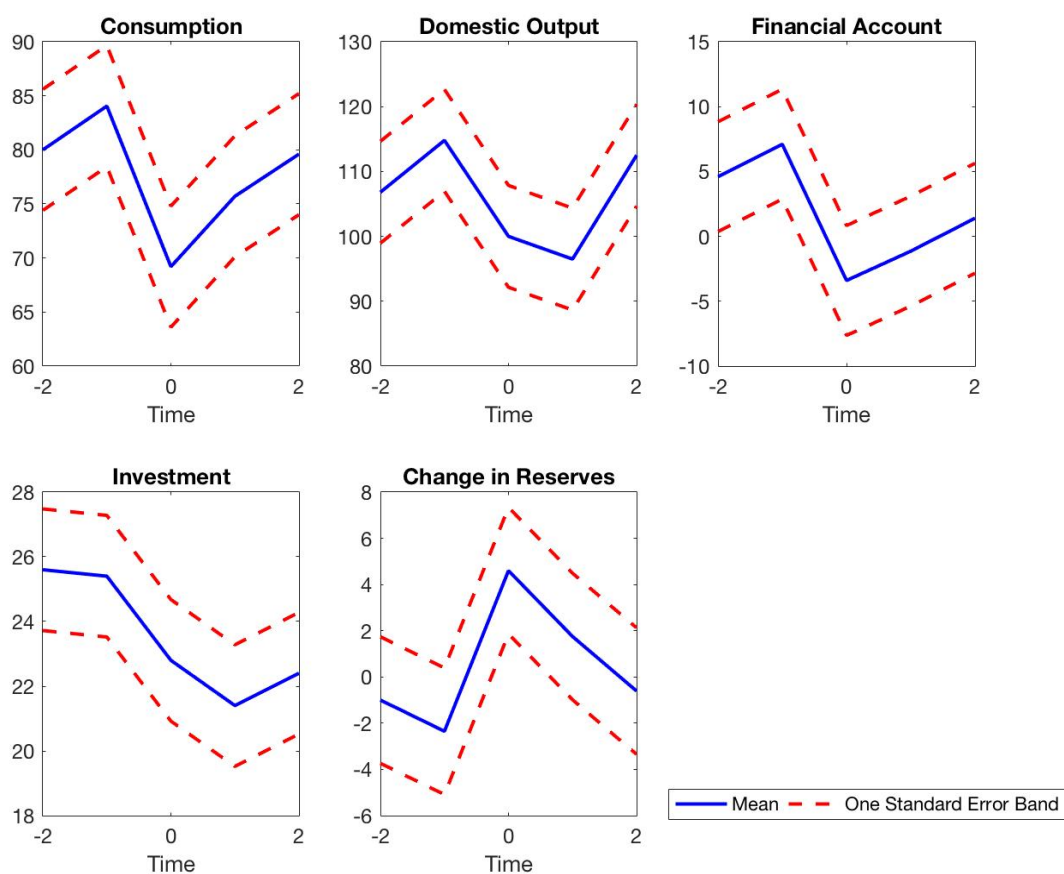 Consumption
90
85
80
75
70
65
60
-2 0 2
Time
Domestic Output
130
120
110
100
90
80
-2 0 2
Time
Financial Account
15
10
5
0
-5
-10
-2 0 2
Time
Investment
28
26
24
22
20
18
-2 0 2
Time
Change in Reserves
8
6
4
2
0
-2
-4
-6
-2 0 2
Time
Mean One Standard Error Band